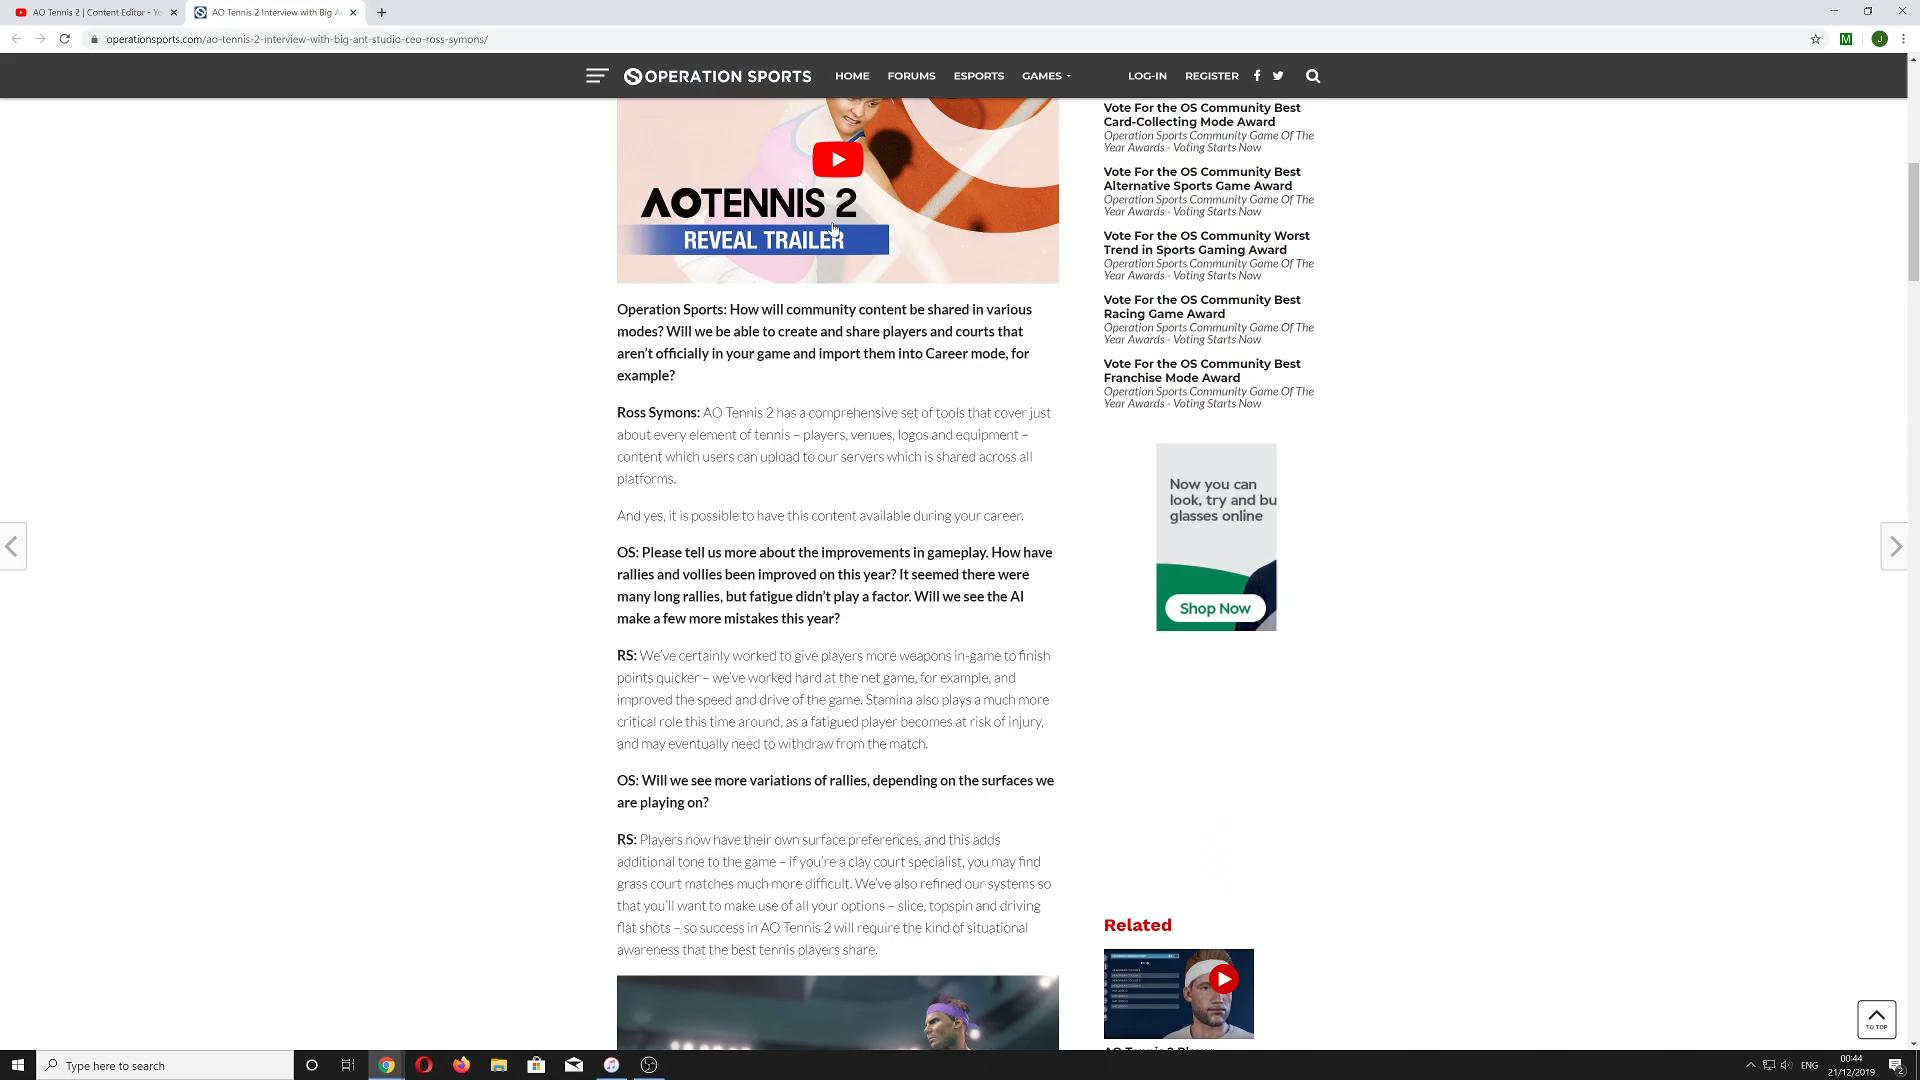 AO Tennis 2 | Content Editor - Yo
AO Tennis 2 Interview with Big A
operationsports.com/ao-tennis-2-interview-with-big-ant-studio-ceo-ross-symons/
M
J
OPERATION SPORTS
HOME
FORUMS
ESPORTS
GAMES
LOG-IN
REGISTER
AOTENNIS 2
REVEAL TRAILER
Operation Sports: How will community content be shared in various
modes? Will we be able to create and share players and courts that
aren't officially in your game and import them into Career mode, for
example?
Ross Symons: AO Tennis 2 has a comprehensive set of tools that cover just
about every element of tennis – players, venues, logos and equipment –
content which users can upload to our servers which is shared across all
platforms.
And yes, it is possible to have this content available during your career.
OS: Please tell us more about the improvements in gameplay. How have
rallies and vollies been improved on this year? It seemed there were
many long rallies, but fatigue didn't play a factor. Will we see the AI
make a few more mistakes this year?
RS: We've certainly worked to give players more weapons in-game to finish
points quicker – we've worked hard at the net game, for example, and
improved the speed and drive of the game. Stamina also plays a much more
critical role this time around, as a fatigued player becomes at risk of injury,
and may eventually need to withdraw from the match.
OS: Will we see more variations of rallies, depending on the surfaces we
are playing on?
RS: Players now have their own surface preferences, and this adds
additional tone to the game – if you're a clay court specialist, you may find
grass court matches much more difficult. We've also refined our systems so
that you'll want to make use of all your options – slice, topspin and driving
flat shots – so success in AO Tennis 2 will require the kind of situational
awareness that the best tennis players share.
Vote For the OS Community Best
Card-Collecting Mode Award
Operation Sports Community Game Of The
Year Awards - Voting Starts Now
Vote For the OS Community Best
Alternative Sports Game Award
Operation Sports Community Game Of The
Year Awards - Voting Starts Now
Vote For the OS Community Worst
Trend in Sports Gaming Award
Operation Sports Community Game Of The
Year Awards - Voting Starts Now
Vote For the OS Community Best
Racing Game Award
Operation Sports Community Game Of The
Year Awards - Voting Starts Now
Vote For the OS Community Best
Franchise Mode Award
Operation Sports Community Game Of The
Year Awards - Voting Starts Now
Now you can
look, try and bu
glasses online
Shop Now
Related
AO Tennis 2 Player
TO TOP
Type here to search
ENG
00:44
21/12/2019
2